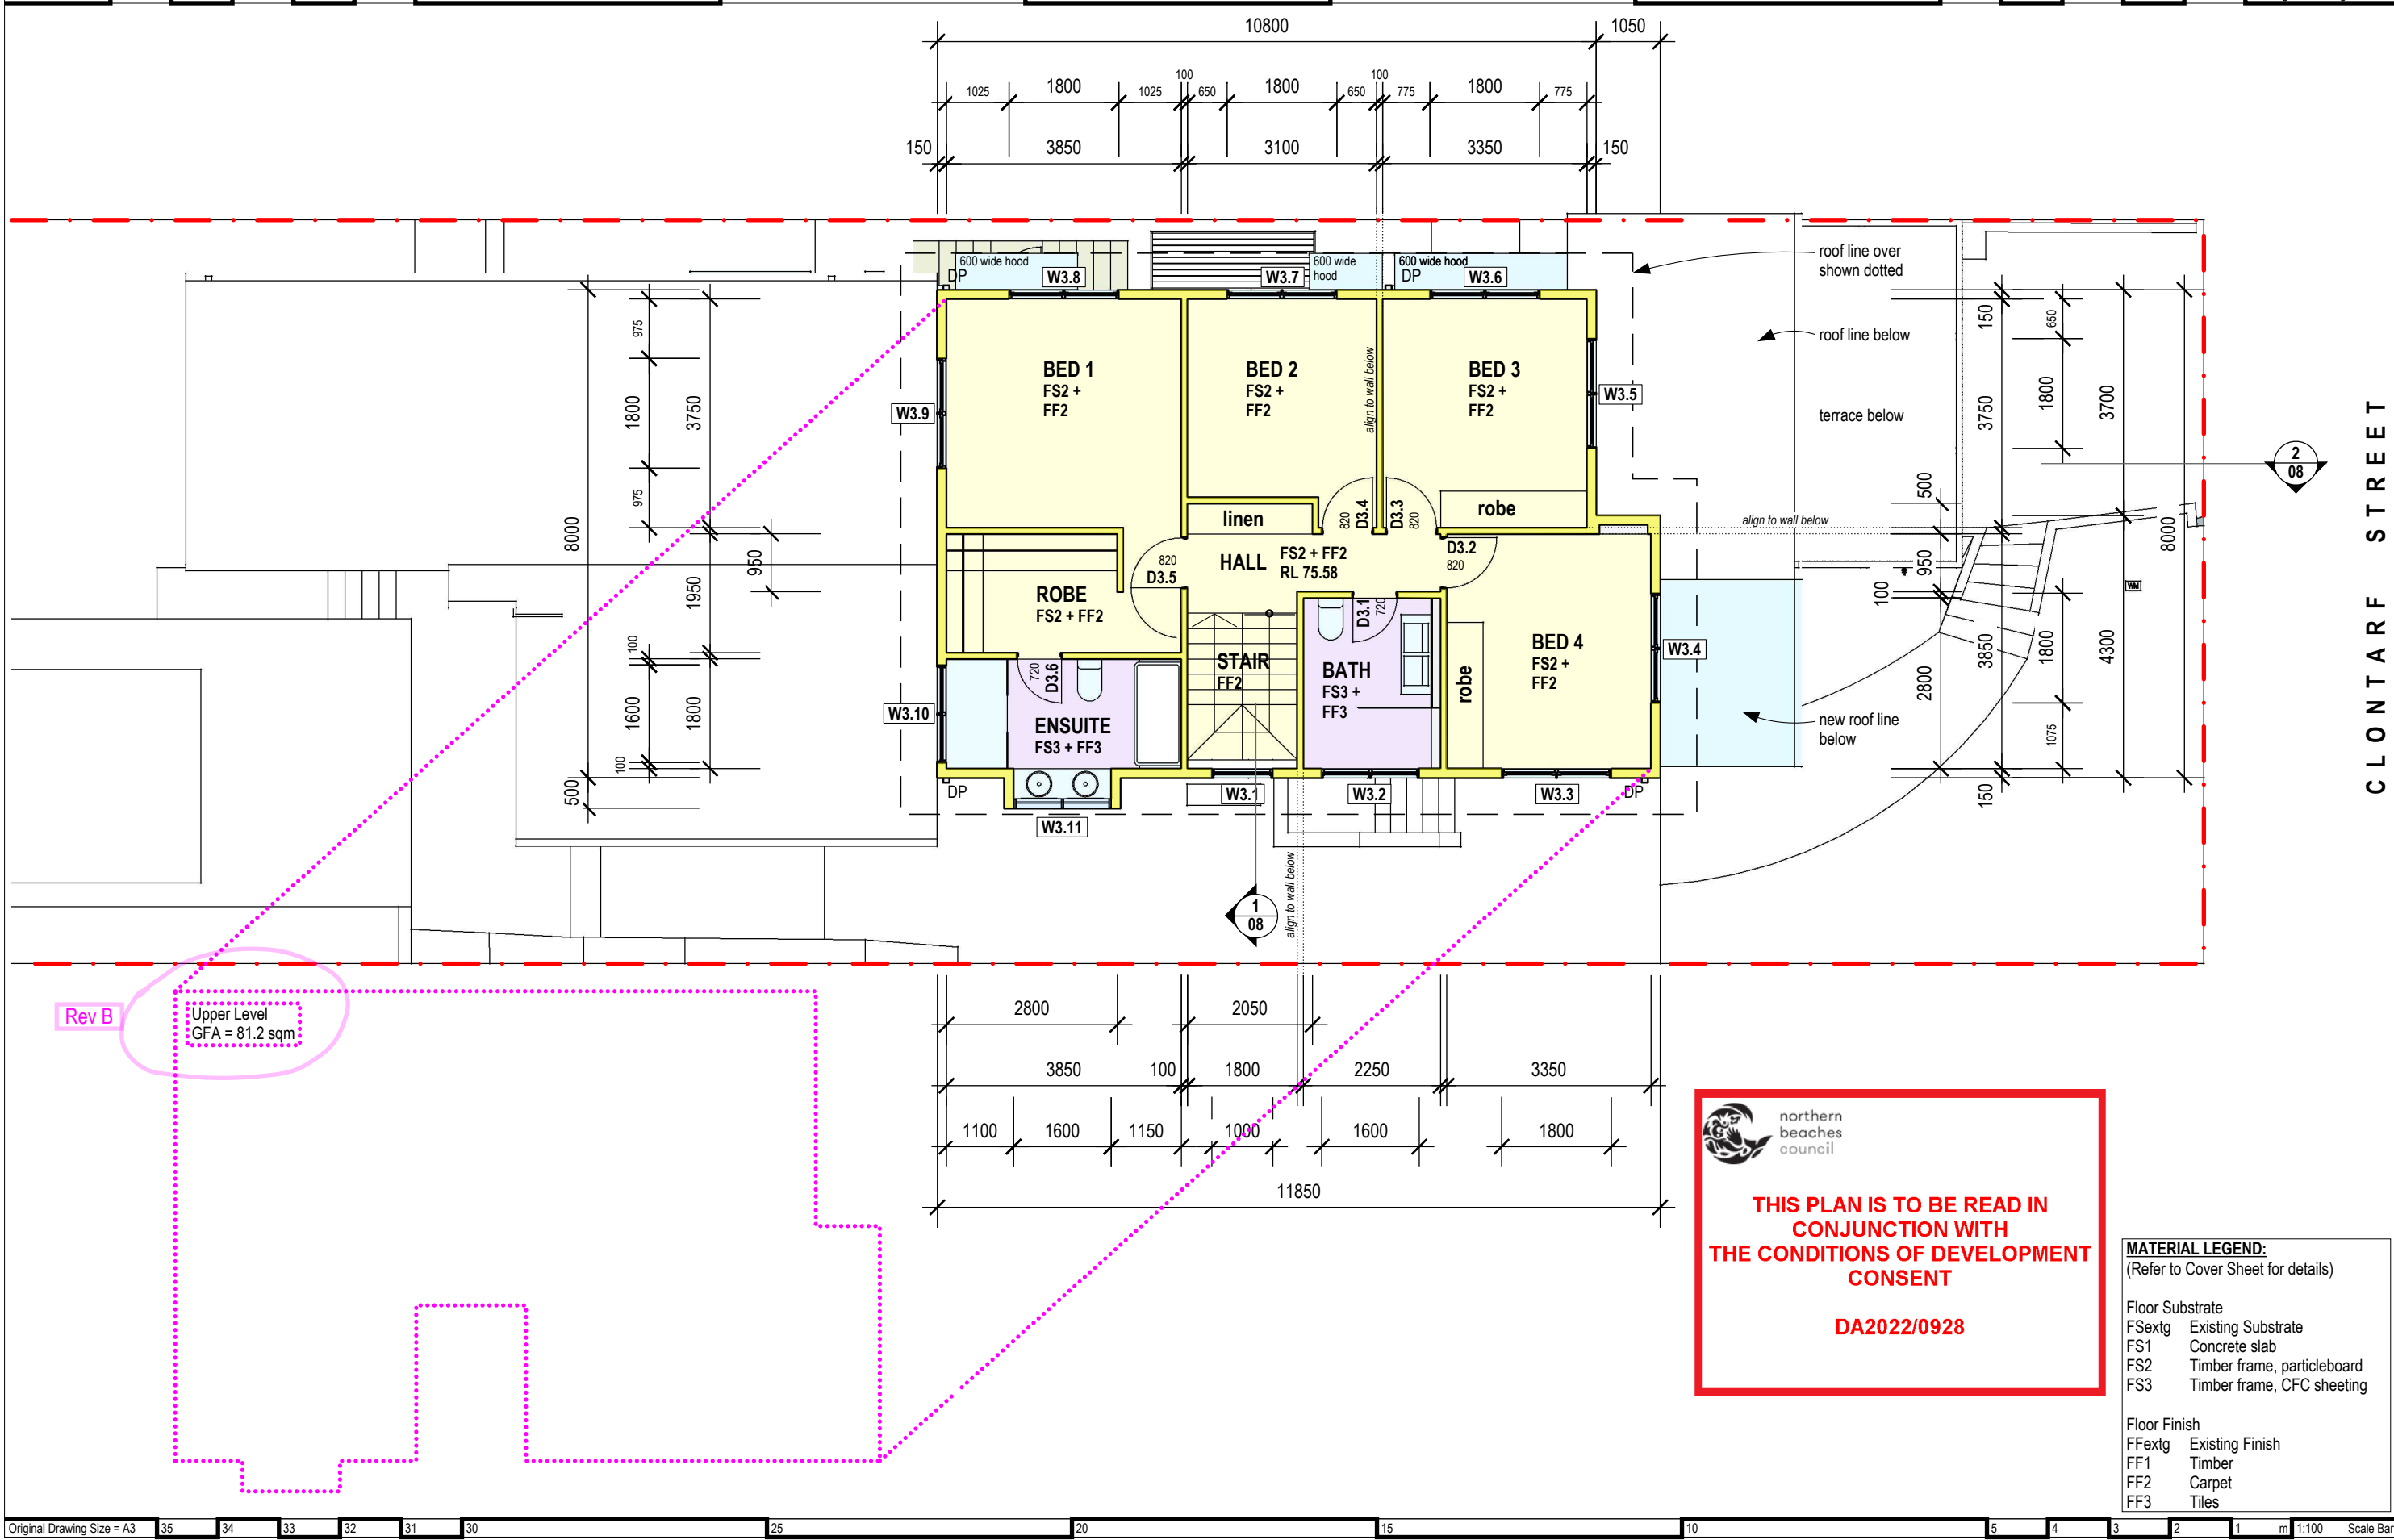 10800
1050
1025
1800
1025
100
650
1800
650
100
775
1800
775
150
3850
3100
3350
150
600 wide hood
DP
W3.8
W3.7
600 wide
hood
600 wide hood
DP
W3.6
roof line over
shown dotted
roof line below
terrace below
BED 1
FS2 +
FF2
BED 2
FS2 +
FF2
align to wall below
BED 3
FS2 +
FF2
W3.9
W3.5
975
1800
975
3750
8000
950
1950
100
1600
100
1800
500
150
650
3750
1800
3700
500
950
100
3850
2800
1800
4300
8000
1075
150
2
08
CLONTARF STREET
linen
820
D3.4
D3.3
820
robe
align to wall below
HALL
FS2 + FF2
RL 75.58
D3.2
820
820
D3.5
ROBE
FS2 + FF2
D3.1
720
STAIR
FF2
BATH
FS3 +
FF3
robe
BED 4
FS2 +
FF2
W3.4
WM
W3.10
720
D3.6
ENSUITE
FS3 + FF3
new roof line
below
DP
W3.11
W3.1
W3.2
W3.3
DP
align to wall below
1
08
Rev B
Upper Level
GFA = 81.2 sqm
2800
2050
3850
100
1800
2250
3350
1100
1600
1150
1000
1600
1800
11850
northern
beaches
council
THIS PLAN IS TO BE READ IN
CONJUNCTION WITH
THE CONDITIONS OF DEVELOPMENT
CONSENT
DA2022/0928
MATERIAL LEGEND:
(Refer to Cover Sheet for details)
Floor Substrate
FSextg Existing Substrate
FS1 Concrete slab
FS2 Timber frame, particleboard
FS3 Timber frame, CFC sheeting
Floor Finish
FFextg Existing Finish
FF1 Timber
FF2 Carpet
FF3 Tiles
Original Drawing Size = A3 35 34 33 32 31 30 25 20 15 10 5 4 3 2 1 m 1:100 Scale Bar